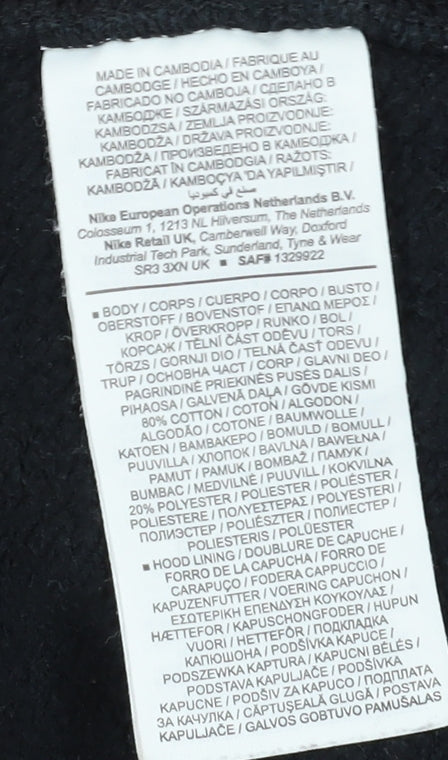 MADE IN CAMBODIA / FABRIQUE AU
CAMBODGE / HECHO EN CAMBOYA /
FABRICADO NO CAMBOJA / СДЕЛАНО В
КАМБОДЖЕ / SZÁRMAZÁSI ORSZÁG:
KAMBODZSA / ZEMLJA PROIZVODNJE:
KAMBODŽA / DRŽAVA PROIZVODNJE:
KAMBODŽA / ПРОИЗВЕДЕНО В КАМБОДЖА /
FABRICAT ÎN CAMBODGIA / RAŽOTS:
KAMBODŽĀ / KAMBOÇYA 'DA YAPILMIŞTIR /
صنع في كمبوديا
Nike European Operations Netherlands B.V.
Colosseum 1, 1213 NL Hilversum, The Netherlands
Nike Retail UK, Camberwell Way, Doxford
Industrial Tech Park, Sunderland, Tyne & Wear
SR3 3XN UK ■ SAF# 1329922
■ BODY / CORPS / CUERPO / CORPO / BUSTO /
OBERSTOFF / BOVENSTOF / ΕΠΑΝΩ ΜΕΡΟΣ /
KROP / ÖVERKROPP / RUNKO / BOL /
КОРСАЖ / TĚLNÍ ČÁST ODĚVU / TORS /
TÖRZS / GORNJI DIO / TELNÁ ČASŤ ODEVU /
TRUP / ОСНОВНА ЧАСТ / CORP / GLAVNI DEO /
PAGRINDINĖ PRIEKINĖS PUSĖS DALIS /
PIHAOSA / GALVENĀ DAĻA / GÖVDE KISMI
80% COTTON / COTON / ALGODON /
ALGODÃO / COTONE / BAUMWOLLE /
KATOEN / ΒΑΜΒΑΚΕΡΟ / BOMULD / BOMULL /
PUUVILLA / ХЛОПОК / BAVLNA / BAWEŁNA /
PAMUT / PAMUK / BOMBAŽ / ПАМУК /
BUMBAC / MEDVILNĖ / PUUVILL / KOKVILNA
20% POLYESTER / POLIESTER / POLIÉSTER /
POLIESTERE / ΠΟΛΥΕΣΤΕΡΑΣ / POLYESTERI /
ПОЛИЭСТЕР / POLIÉSZTER / ПОЛИЕСТЕР /
POLIESTERIS / POLÜESTER
■ HOOD LINING / DOUBLURE DE CAPUCHE /
FORRO DE LA CAPUCHA / FORRO DE
CARAPUÇO / FODERA CAPPUCCIO /
KAPUZENFUTTER / VOERING CAPUCHON /
ΕΣΩΤΕΡΙΚΗ ΕΠΕΝΔΥΣΗ ΚΟΥΚΟΥΛΑΣ /
HÆTTEFOR / KAPUSCHONGFODER / HUPUN
VUORI / HETTEFÔR / ПОДКЛАДКА
КАПЮШОНА / PODŠÍVKA KAPUCE /
PODSZEWKA KAPTURA / KAPUCNI BÉLÉS /
PODSTAVA KAPULJAČE / PODŠÍVKA
KAPUCNE / PODŠIV ZA KAPUCO / ПОДПЛАТА
ЗА КАЧУЛКА / CĂPTUŞEALĂ GLUGĂ / POSTAVA
KAPULJAČE / GALVOS GOBTUVO PAMUŠALAS